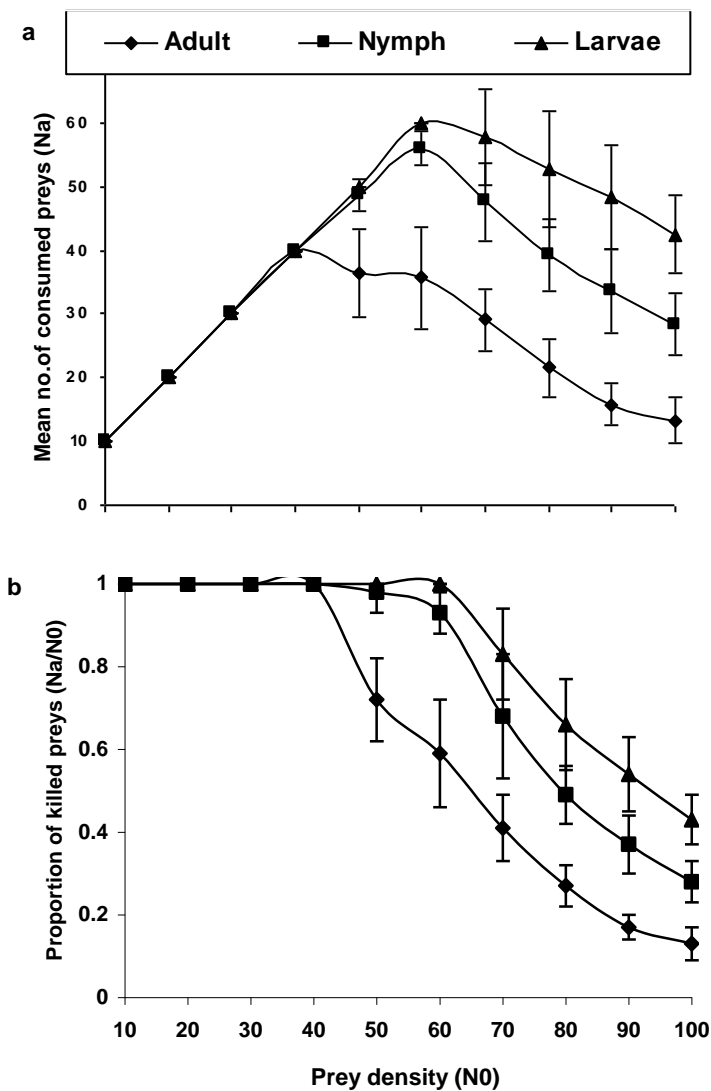 a
Adult Nymph Larvae
Mean no.of consumed preys (Na)
60
50
40
30
20
10
0
b
Proportion of killed preys (Na/N0)
1
0.8
0.6
0.4
0.2
0
10 20 30 40 50 60 70 80 90 100
Prey density (N0)